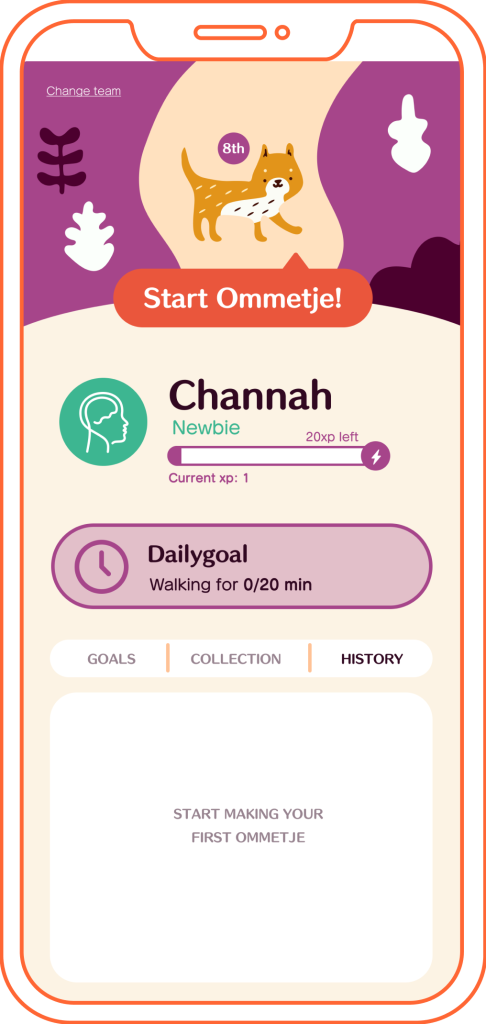 Change team
8th
Start Ommetje!
Channah
Newbie
20xp left
Current xp: 1
Dailygoal
Walking for 0/20 min
GOALS
COLLECTION
HISTORY
START MAKING YOUR
FIRST OMMETJE